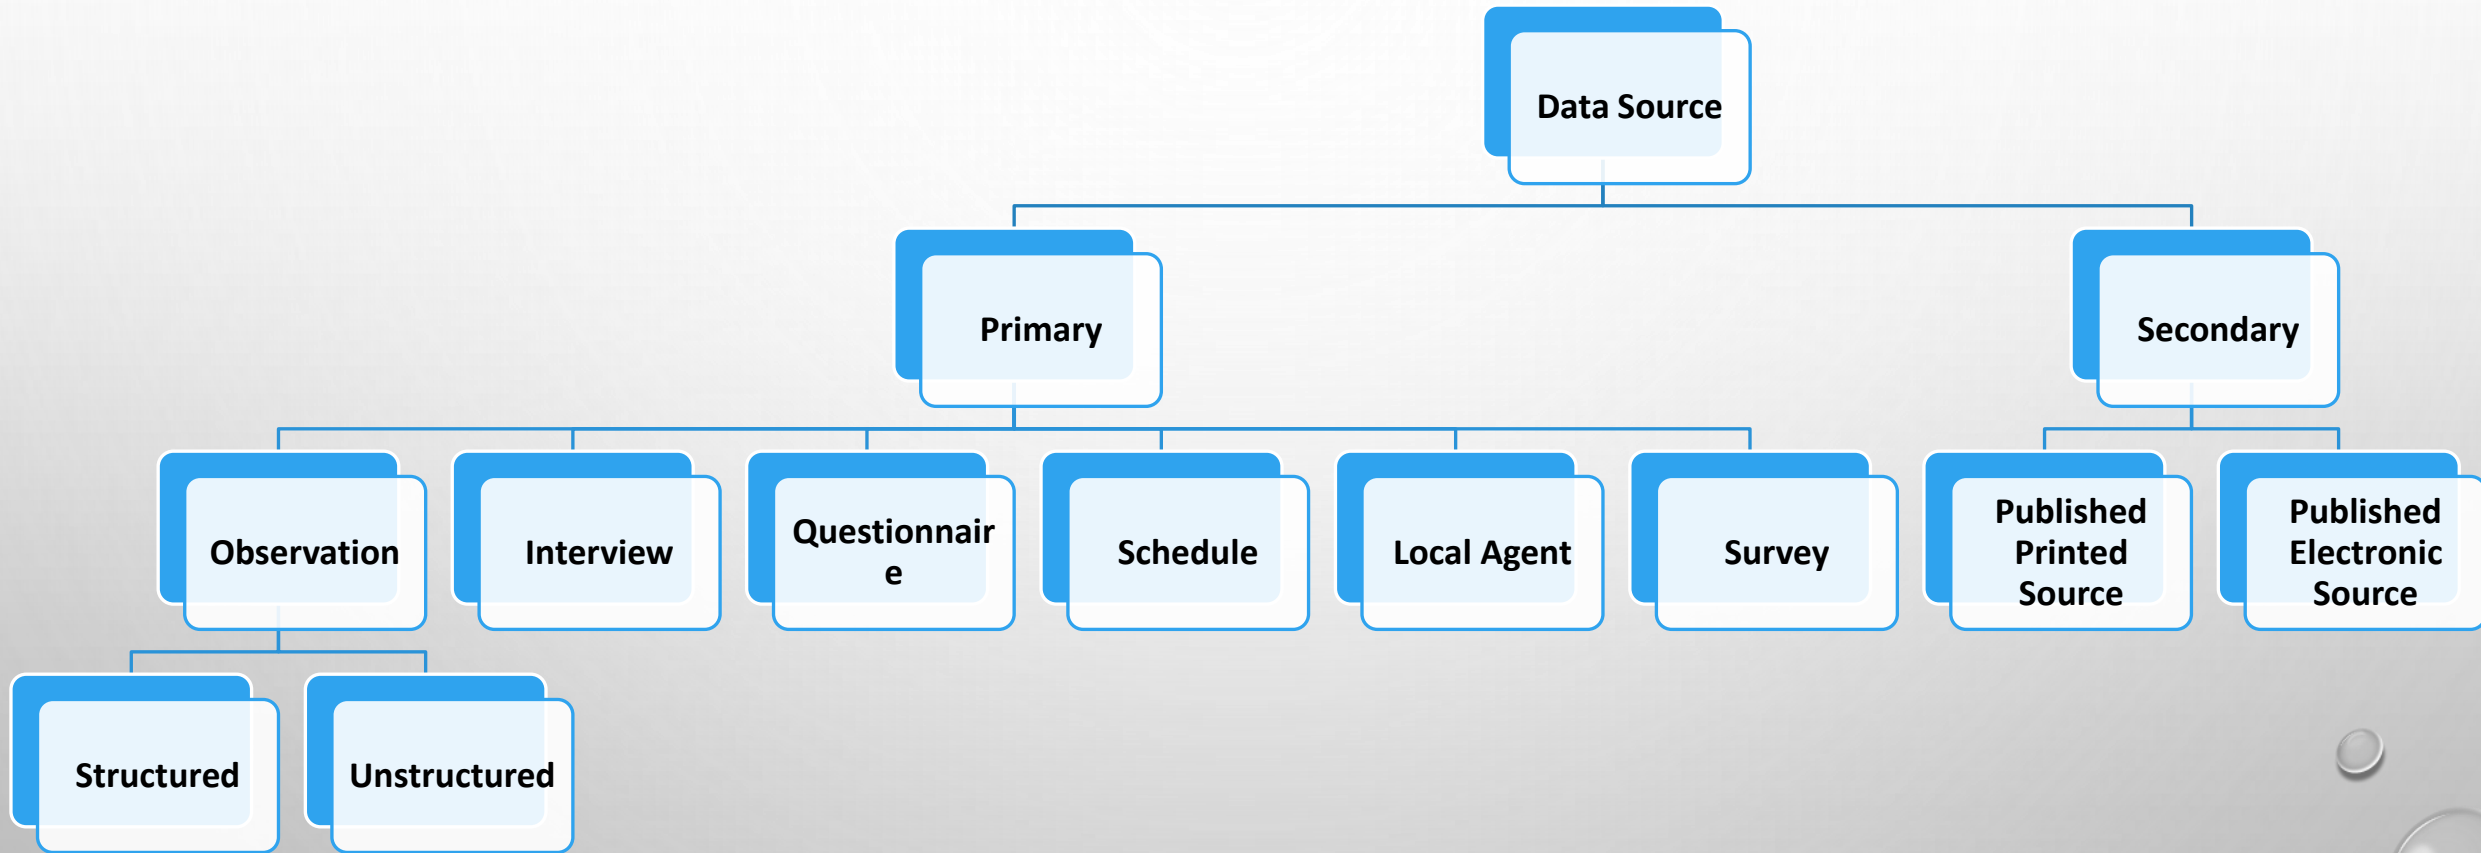 Data Source
Primary
Secondary
Observation
Interview
Questionnair
e
Schedule
Local Agent
Survey
Published
Printed
Source
Published
Electronic
Source
Structured
Unstructured